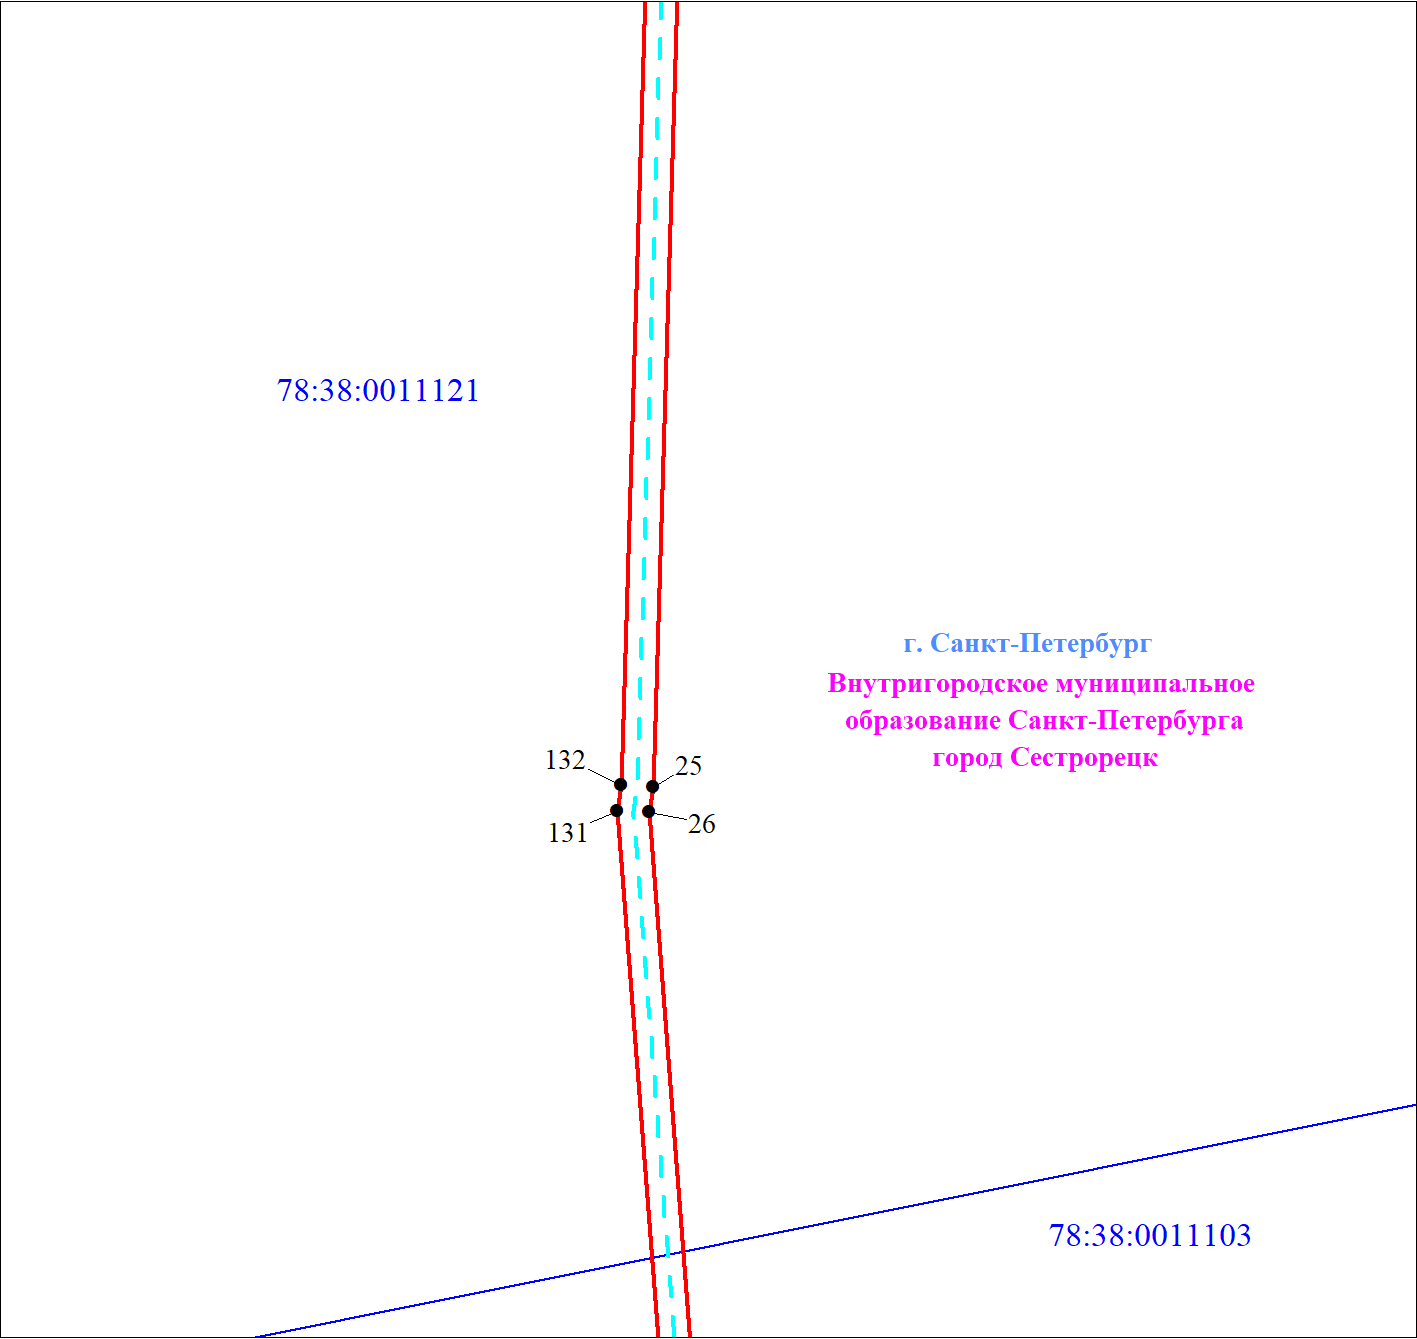 78:38:0011121
г. Санкт-Петербург
Внутригородское муниципальное
образование Санкт-Петербурга
город Сестрорецк
132
25
131
26
78:38:0011103